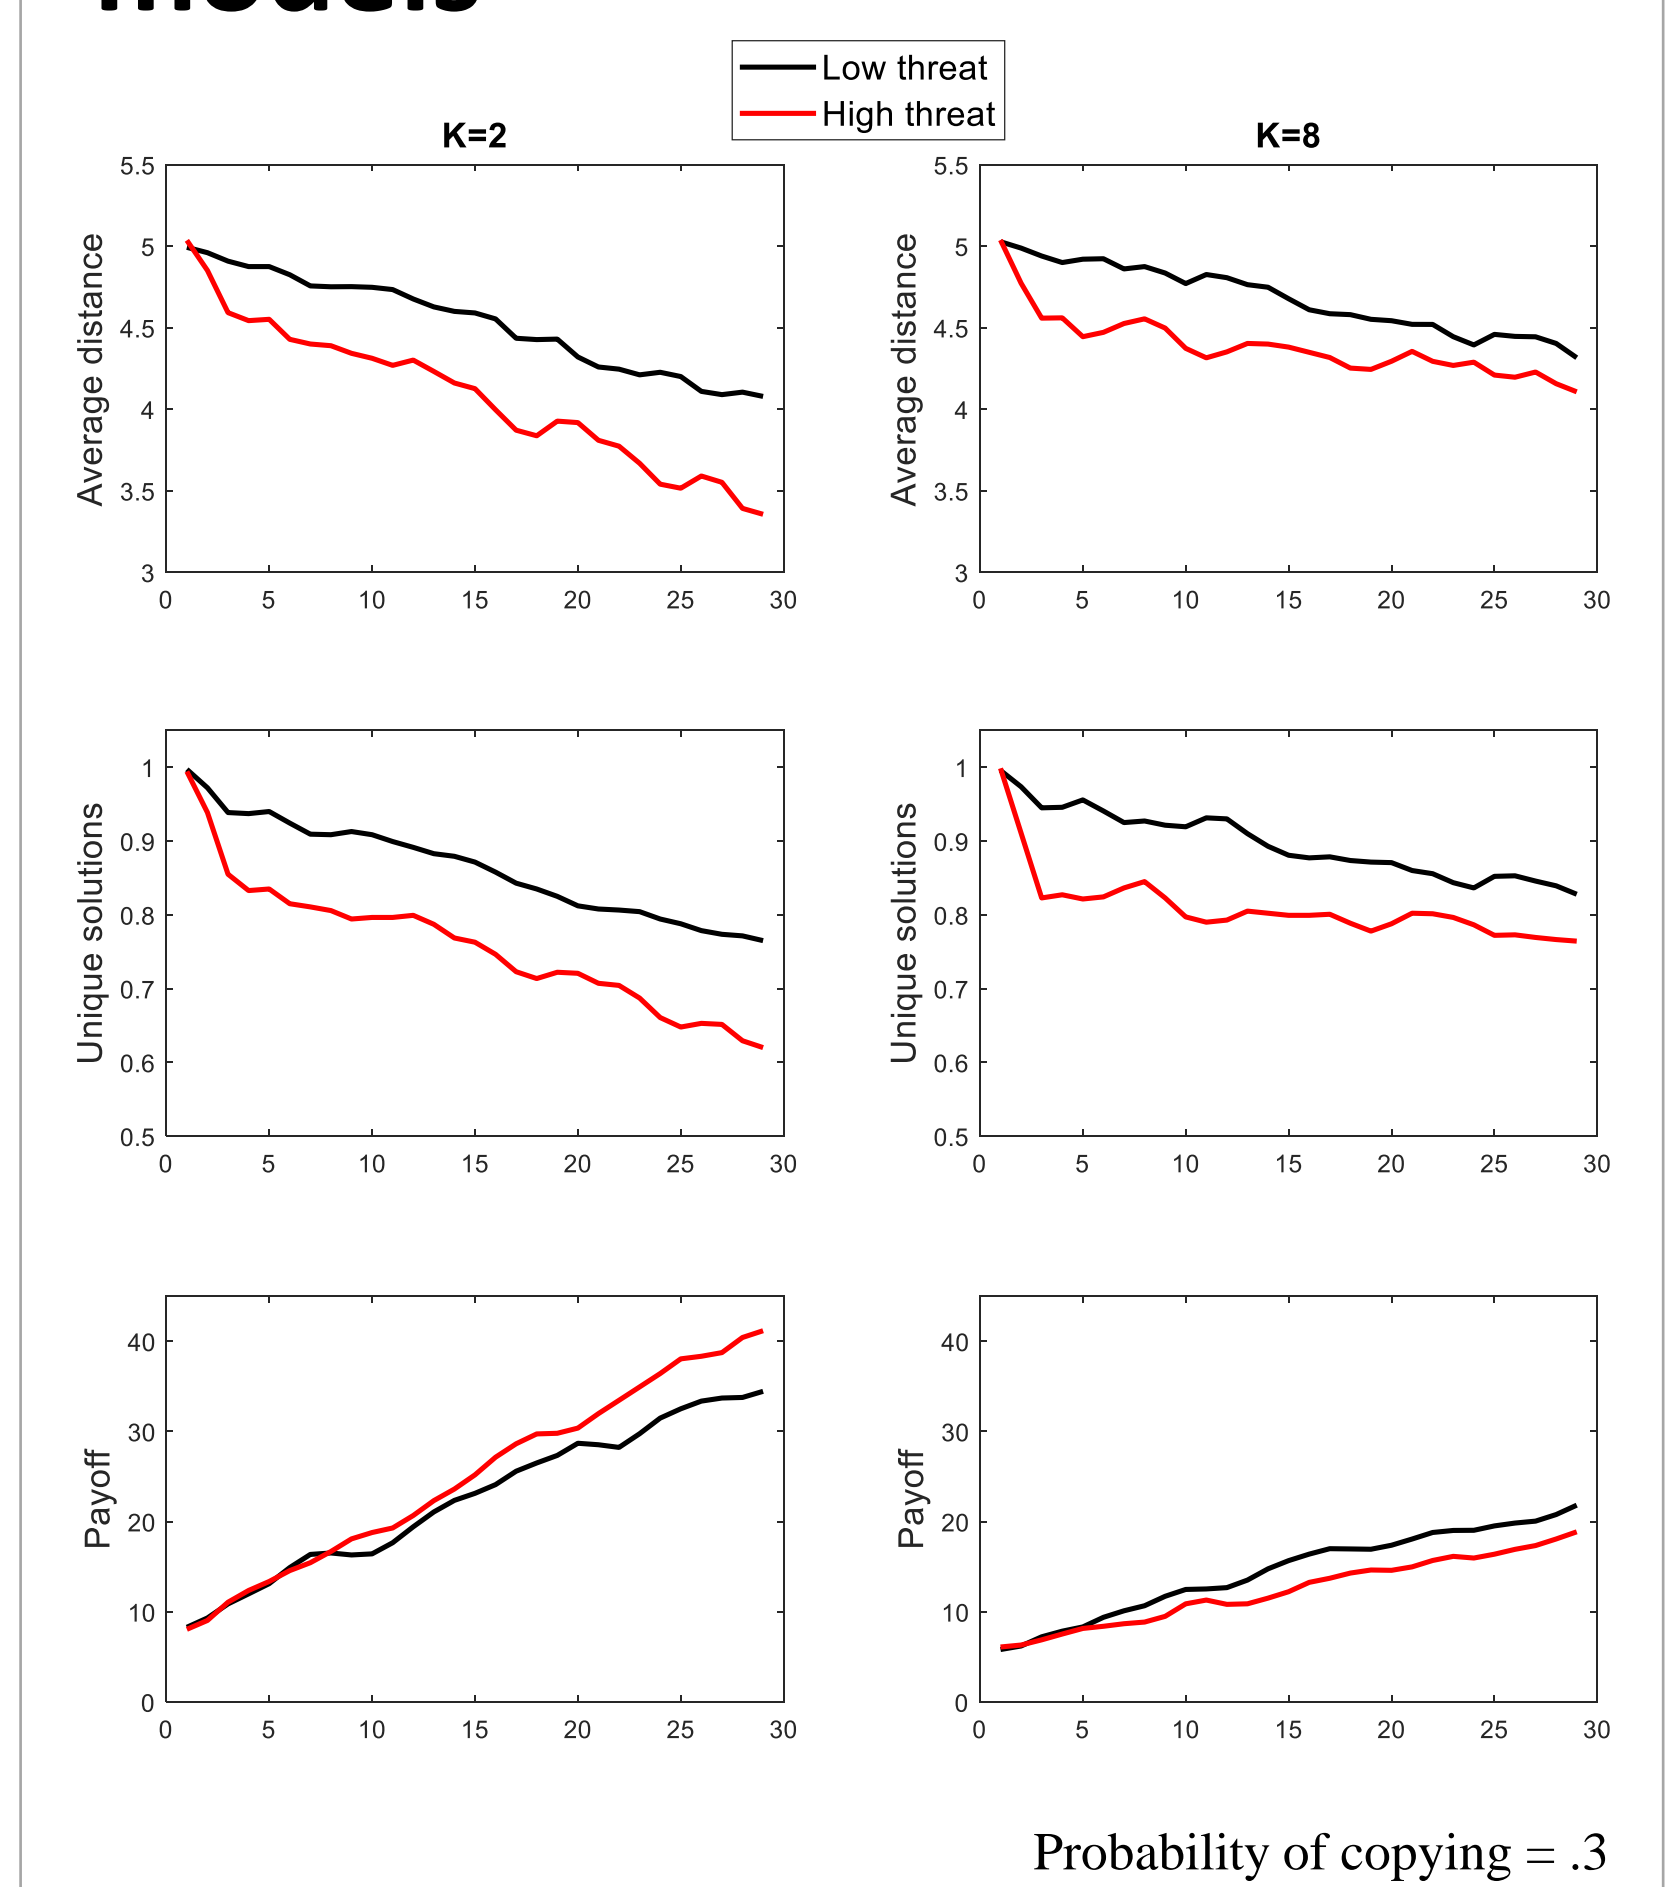 models
Low threat
High threat
K=2
K=8
5.5
5
4.5
4
3.5
3
Average distance
0 5 10 15 20 25 30
5.5
5
4.5
4
3.5
3
Average distance
0 5 10 15 20 25 30
1
0.9
0.8
0.7
0.6
0.5
Unique solutions
0 5 10 15 20 25 30
1
0.9
0.8
0.7
0.6
0.5
Unique solutions
0 5 10 15 20 25 30
40
30
20
10
0
Payoff
0 5 10 15 20 25 30
40
30
20
10
0
Payoff
0 5 10 15 20 25 30
Probability of copying = .3